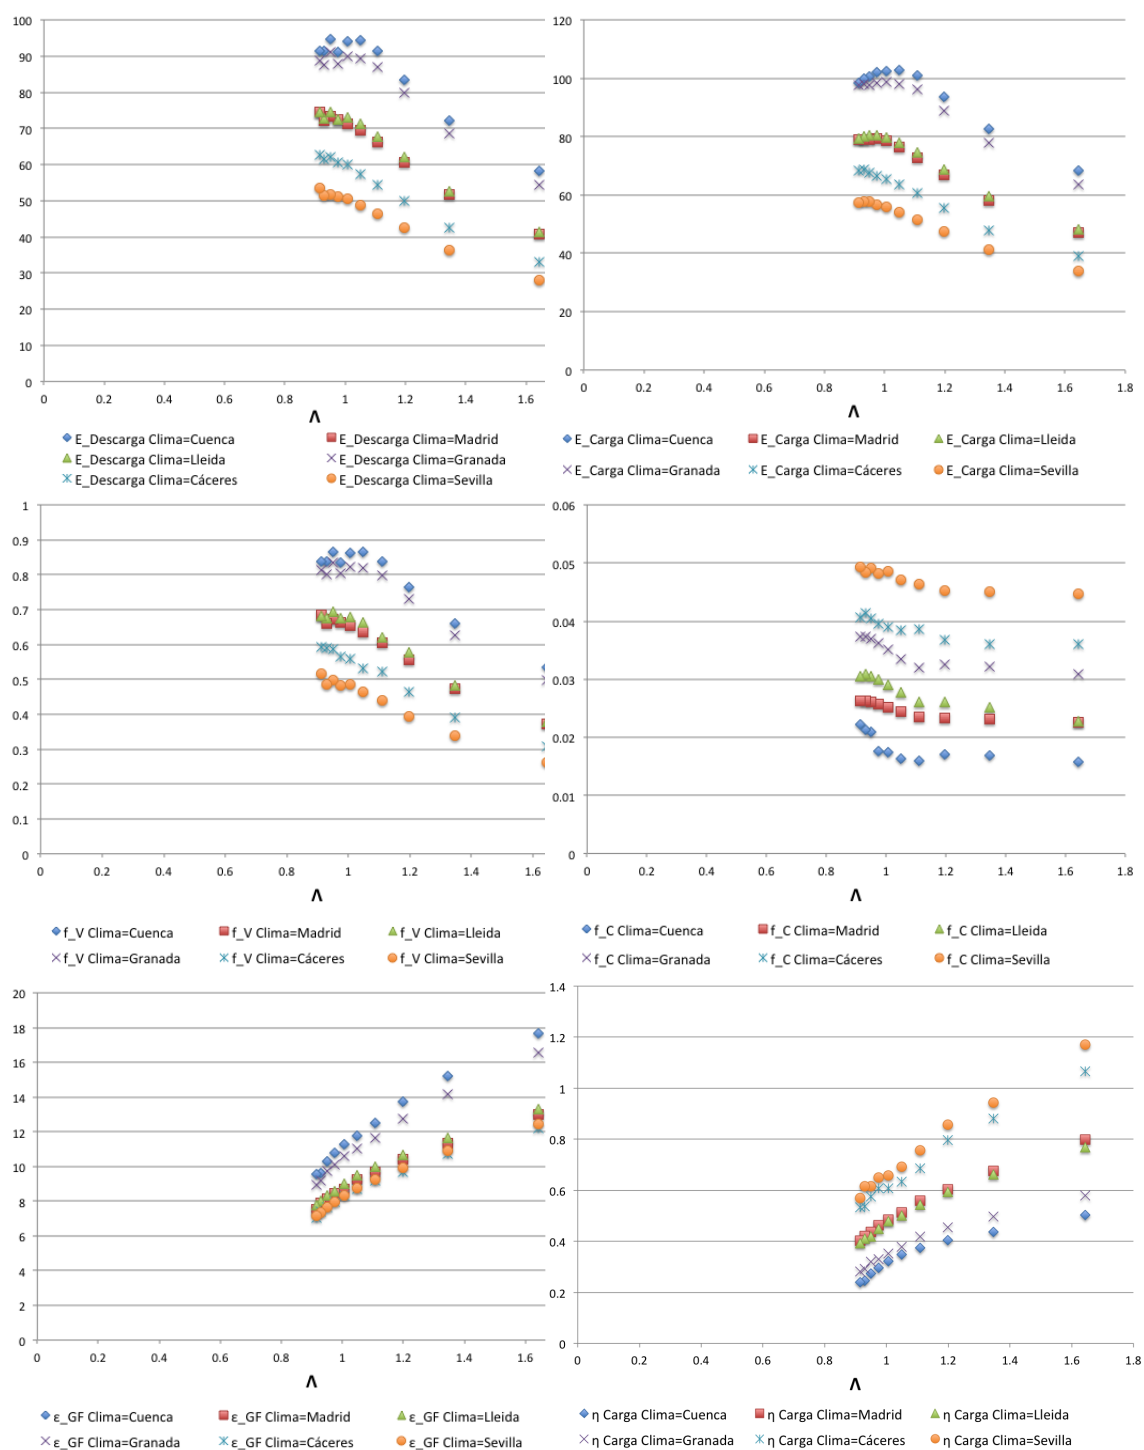 100
90
80
70
60
50
40
30
20
10
0
0 0.2 0.4 0.6 0.8 1 1.2 1.4 1.6
Λ
E_Descarga Clima=Cuenca E_Descarga Clima=Madrid
E_Descarga Clima=Lleida E_Descarga Clima=Granada
E_Descarga Clima=Cáceres E_Descarga Clima=Sevilla
120
100
80
60
40
20
0
0 0.2 0.4 0.6 0.8 1 1.2 1.4 1.6 1.8
Λ
E_Carga Clima=Cuenca E_Carga Clima=Madrid E_Carga Clima=Lleida
E_Carga Clima=Granada E_Carga Clima=Cáceres E_Carga Clima=Sevilla
1
0.9
0.8
0.7
0.6
0.5
0.4
0.3
0.2
0.1
0
0 0.2 0.4 0.6 0.8 1 1.2 1.4 1.6
Λ
f_V Clima=Cuenca f_V Clima=Madrid f_V Clima=Lleida
f_V Clima=Granada f_V Clima=Cáceres f_V Clima=Sevilla
0.06
0.05
0.04
0.03
0.02
0.01
0
0 0.2 0.4 0.6 0.8 1 1.2 1.4 1.6 1.8
Λ
f_C Clima=Cuenca f_C Clima=Madrid f_C Clima=Lleida
f_C Clima=Granada f_C Clima=Cáceres f_C Clima=Sevilla
20
18
16
14
12
10
8
6
4
2
0
0 0.2 0.4 0.6 0.8 1 1.2 1.4 1.6
Λ
ε_GF Clima=Cuenca ε_GF Clima=Madrid ε_GF Clima=Lleida
ε_GF Clima=Granada ε_GF Clima=Cáceres ε_GF Clima=Sevilla
1.4
1.2
1
0.8
0.6
0.4
0.2
0
0 0.2 0.4 0.6 0.8 1 1.2 1.4 1.6 1.8
Λ
η Carga Clima=Cuenca η Carga Clima=Madrid η Carga Clima=Lleida
η Carga Clima=Granada η Carga Clima=Cáceres η Carga Clima=Sevilla